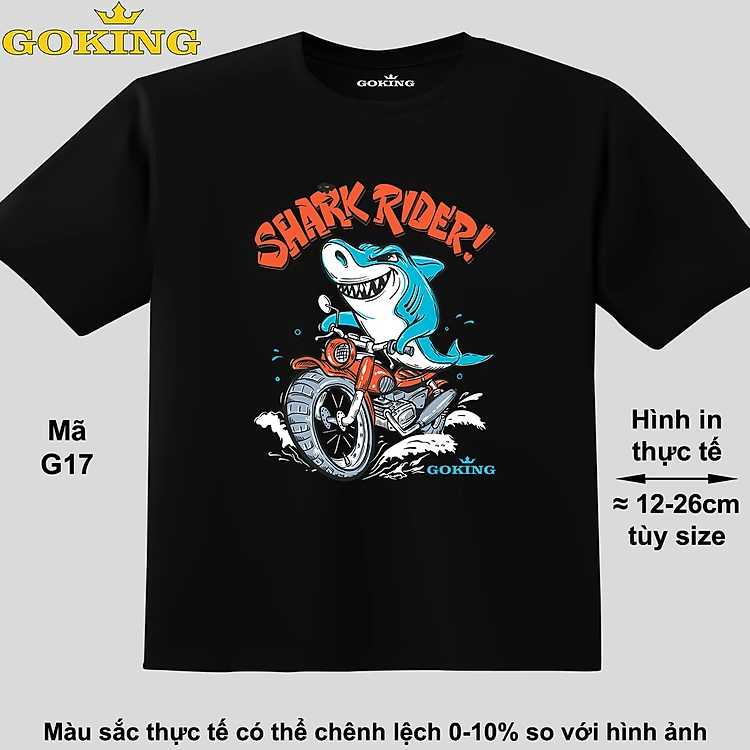 GOKING
GOKING
SHARK RIDER!
Mã
G17
Hình in
thực tế
≈ 12-26cm
tùy size
GOKING
Màu sắc thực tế có thể chênh lệch 0-10% so với hình ảnh